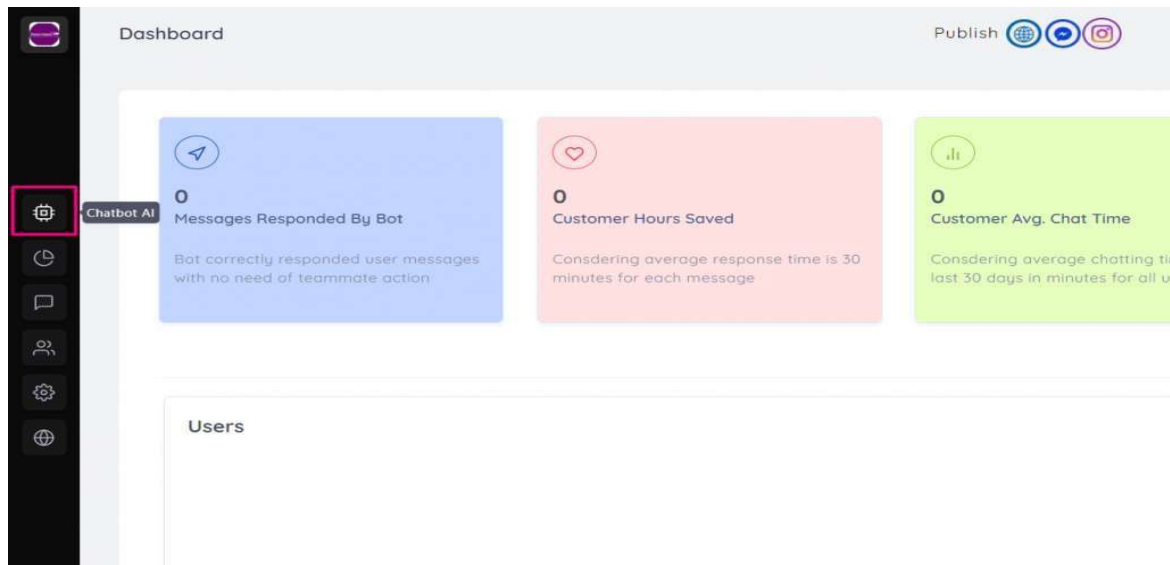 Dashboard
Publish
Chatbot AI
0
Messages Responded By Bot
Bot correctly responded user messages
with no need of teammate action
0
Customer Hours Saved
Consdering average response time is 30
minutes for each message
0
Customer Avg. Chat Time
Consdering average chatting
last 30 days in minutes for all
Users